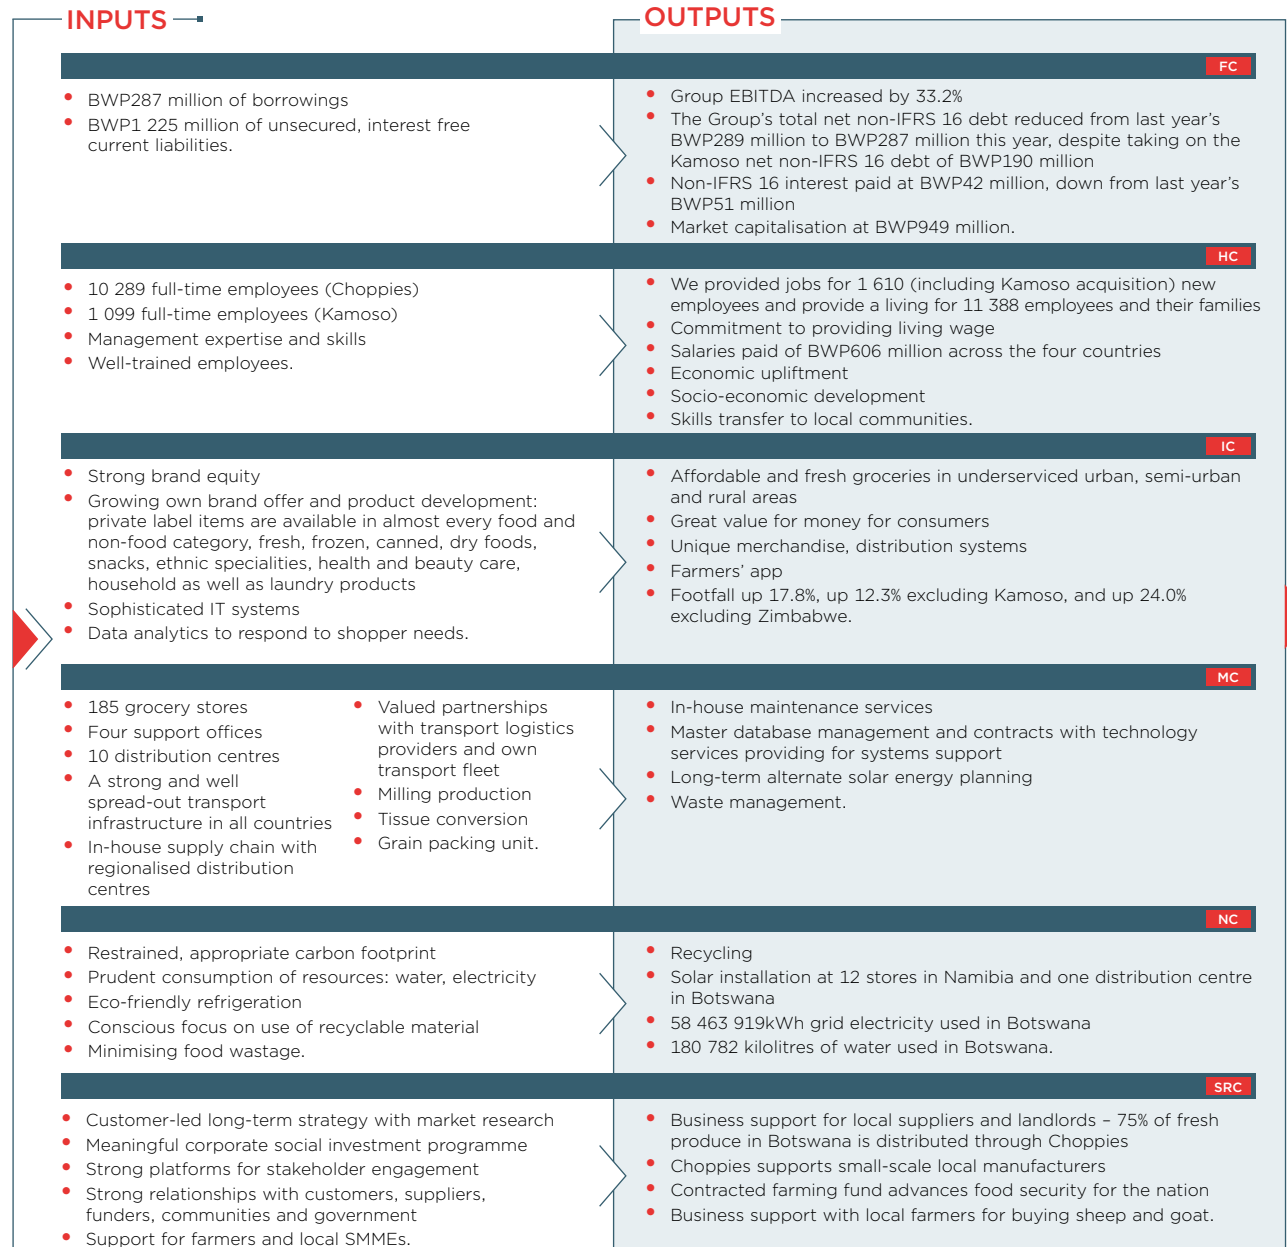 INPUTS
OUTPUTS
FC
• BWP287 million of borrowings
• BWP1 225 million of unsecured, interest free
current liabilities.
• Group EBITDA increased by 33.2%
• The Group's total net non-IFRS 16 debt reduced from last year's
BWP289 million to BWP287 million this year, despite taking on the
Kamoso net non-IFRS 16 debt of BWP190 million
• Non-IFRS 16 interest paid at BWP42 million, down from last year's
BWP51 million
• Market capitalisation at BWP949 million.
HC
• 10 289 full-time employees (Choppies)
• 1 099 full-time employees (Kamoso)
• Management expertise and skills
• Well-trained employees.
• We provided jobs for 1 610 (including Kamoso acquisition) new
employees and provide a living for 11 388 employees and their families
• Commitment to providing living wage
• Salaries paid of BWP606 million across the four countries
• Economic upliftment
• Socio-economic development
• Skills transfer to local communities.
IC
• Strong brand equity
• Growing own brand offer and product development:
private label items are available in almost every food and
non-food category, fresh, frozen, canned, dry foods,
snacks, ethnic specialities, health and beauty care,
household as well as laundry products
• Sophisticated IT systems
• Data analytics to respond to shopper needs.
• Affordable and fresh groceries in underserviced urban, semi-urban
and rural areas
• Great value for money for consumers
• Unique merchandise, distribution systems
• Farmers' app
• Footfall up 17.8%, up 12.3% excluding Kamoso, and up 24.0%
excluding Zimbabwe.
MC
• 185 grocery stores
• Four support offices
• 10 distribution centres
• A strong and well
spread-out transport
infrastructure in all countries
• In-house supply chain with
regionalised distribution
centres
• Valued partnerships
with transport logistics
providers and own
transport fleet
• Milling production
• Tissue conversion
• Grain packing unit.
• In-house maintenance services
• Master database management and contracts with technology
services providing for systems support
• Long-term alternate solar energy planning
• Waste management.
NC
• Restrained, appropriate carbon footprint
• Prudent consumption of resources: water, electricity
• Eco-friendly refrigeration
• Conscious focus on use of recyclable material
• Minimising food wastage.
• Recycling
• Solar installation at 12 stores in Namibia and one distribution centre
in Botswana
• 58 463 919kWh grid electricity used in Botswana
• 180 782 kilolitres of water used in Botswana.
SRC
• Customer-led long-term strategy with market research
• Meaningful corporate social investment programme
• Strong platforms for stakeholder engagement
• Strong relationships with customers, suppliers,
funders, communities and government
• Support for farmers and local SMMEs.
• Business support for local suppliers and landlords – 75% of fresh
produce in Botswana is distributed through Choppies
• Choppies supports small-scale local manufacturers
• Contracted farming fund advances food security for the nation
• Business support with local farmers for buying sheep and goat.